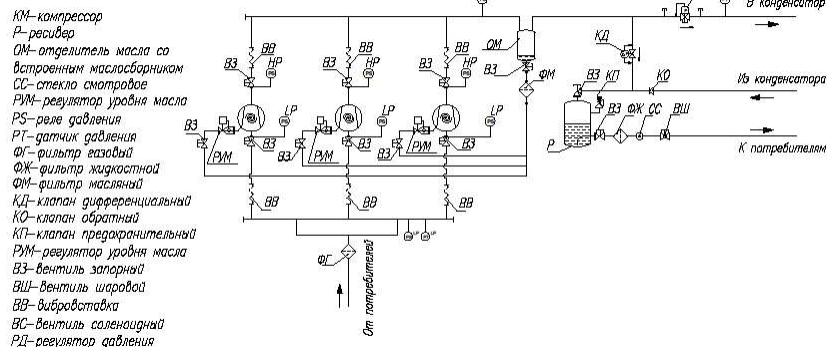 КМ–компрессор
Р–ресивер
ОМ–отделитель масла со
встроенным маслосборником
СС–стекло смотровое
РУМ–регулятор уровня масла
PS–реле давления
РТ–датчик давления
ФГ–фильтр газовый
ФЖ–фильтр жидкостной
ФМ–фильтр масляный
КД–клапан дифференциальный
КО–клапан обратный
КП–клапан предохранительный
РУМ–регулятор уровня масла
ВЗ–вентиль запорный
ВШ–вентиль шаровой
ВВ–вибровставка
ВС–вентиль соленоидный
РД–регулятор давления
В конденсатор
ВВ ВВ ВВ
ОМ
КД
ВЗ HP ВЗ HP ВЗ HP
ВЗ
ФМ
ВЗ КП КО
Из конденсатора
LP LP LP
ВЗ ФЖ СС ВШ
ВЗ РУМ ВЗ ВЗ РУМ ВЗ ВЗ РУМ ВЗ
Р
К потребителям
ВВ ВВ ВВ
ФГ
От потребителей